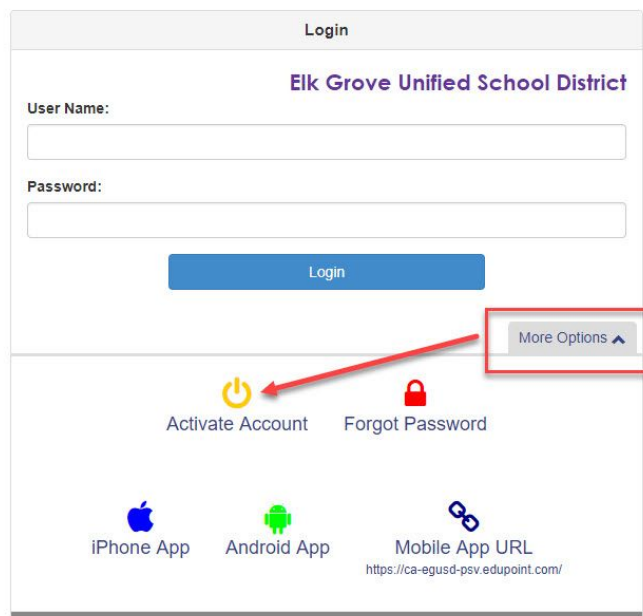 Login
Elk Grove Unified School District
User Name:
Password:
Login
More Options
Activate Account
Forgot Password
iPhone App
Android App
Mobile App URL
https://ca-egusd-psv.edupoint.com/